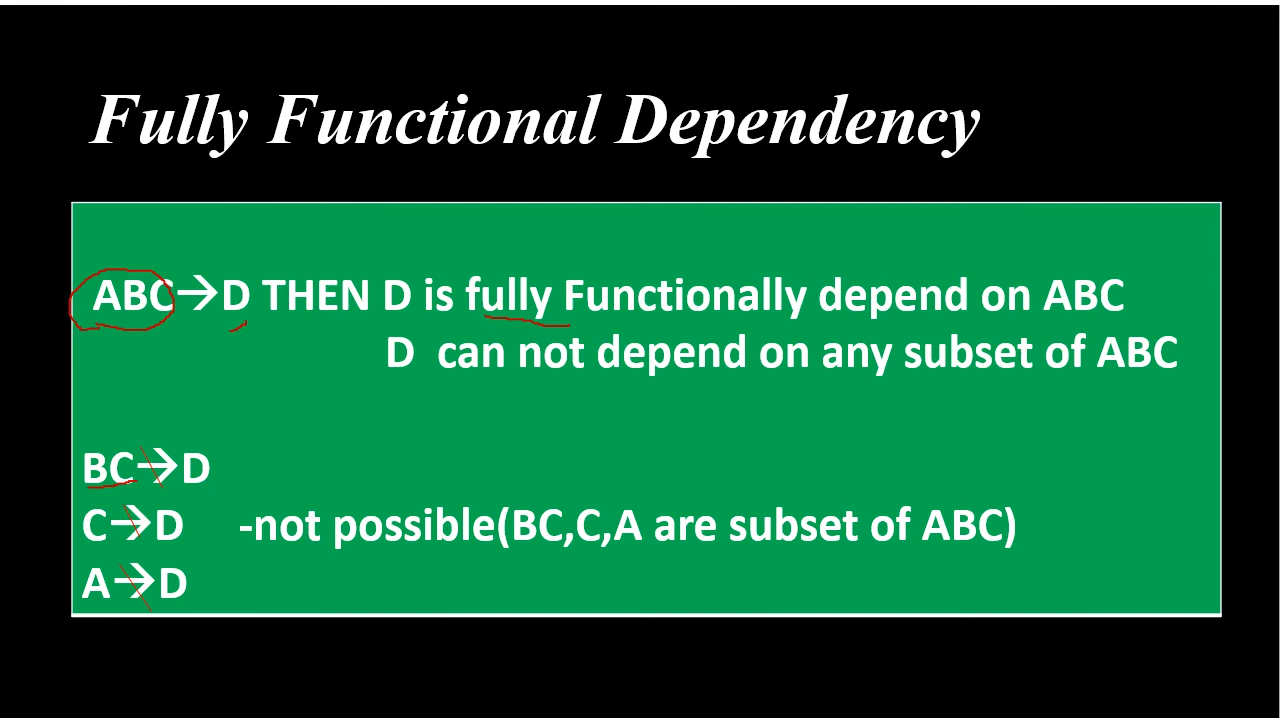 Fully Functional Dependency
ABC→D THEN D is fully Functionally depend on ABC
D can not depend on any subset of ABC
BC→D
C→D -not possible(BC,C,A are subset of ABC)
A→D